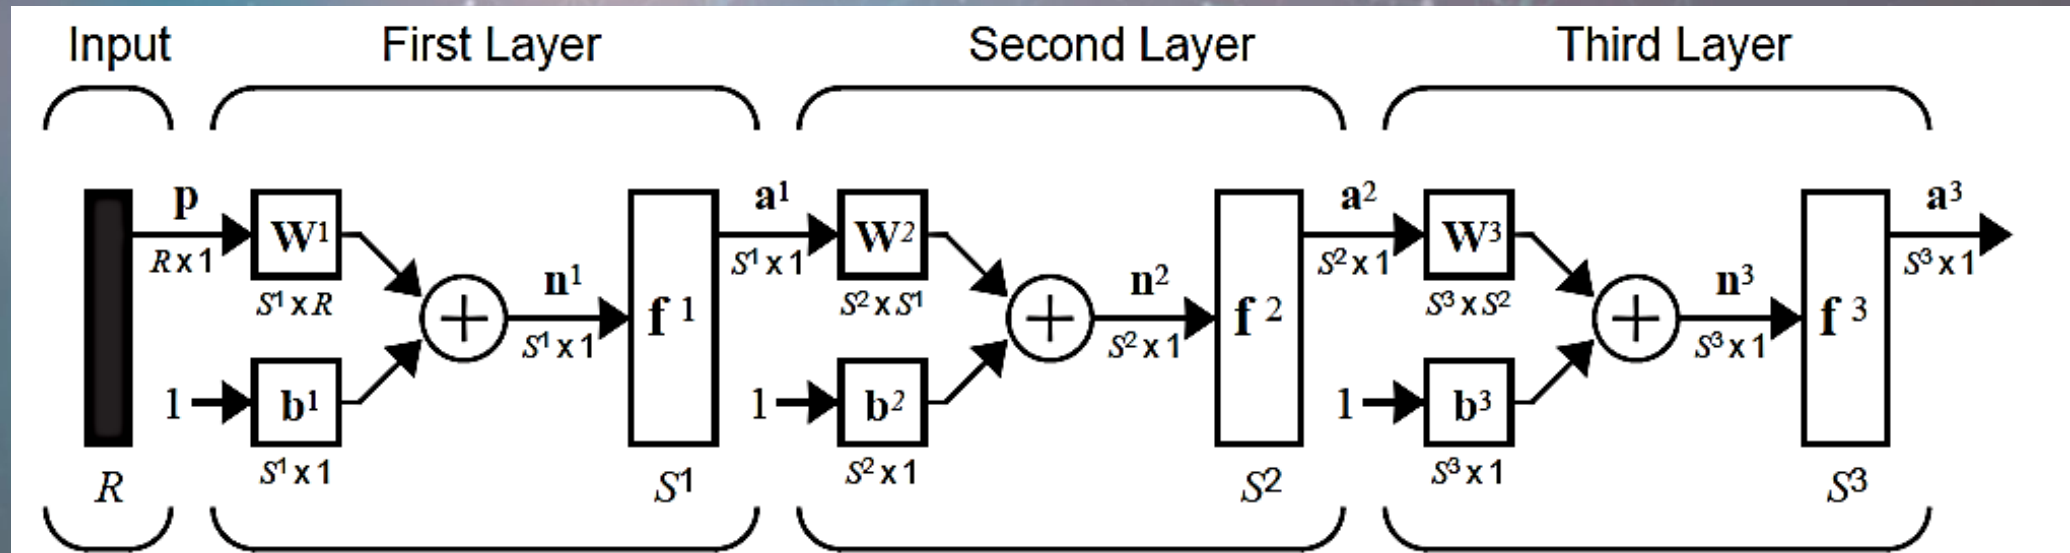 Input First Layer Second Layer Third Layer
p a¹ a² a³
W¹ W² W³
R x 1 S¹ x 1 S² x 1 S³ x 1
n¹ n² n³
S¹ x R S² x S¹ S³ x S²
f ¹ f ² f ³
S¹ x 1 S² x 1 S³ x 1
1 b¹ 1 b² 1 b³
S¹ x 1 S² x 1 S³ x 1
R S¹ S² S³